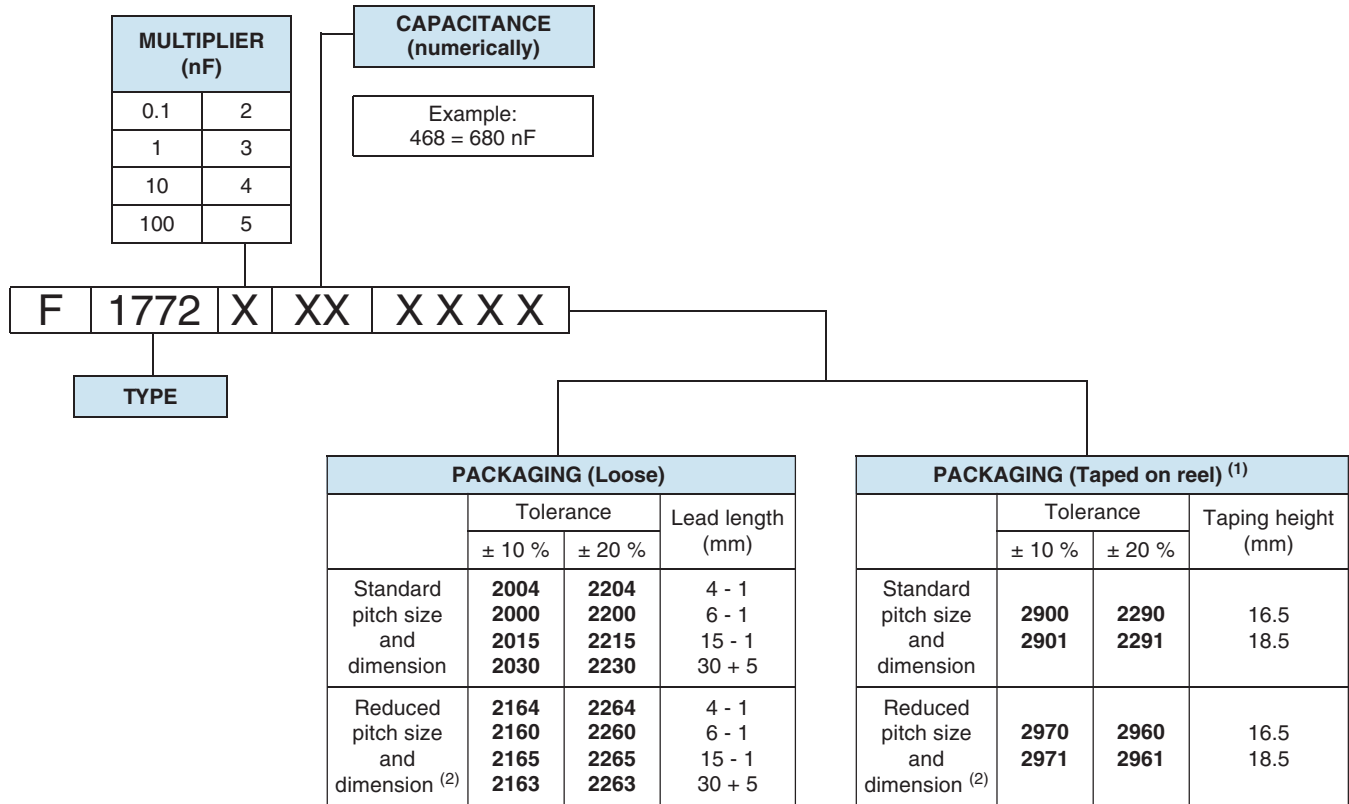 MULTIPLIER
(nF)
0.1 2
1 3
10 4
100 5
CAPACITANCE
(numerically)
Example:
468 = 680 nF
F 1772 X XX X X X X
TYPE
PACKAGING (Loose)
Tolerance Lead length
(mm)
± 10 % ± 20 %
Standard 2004 2204 4 - 1
pitch size 2000 2200 6 - 1
and 2015 2215 15 - 1
dimension 2030 2230 30 + 5
Reduced 2164 2264 4 - 1
pitch size 2160 2260 6 - 1
and 2165 2265 15 - 1
dimension (2) 2163 2263 30 + 5
PACKAGING (Taped on reel) (1)
Tolerance Taping height
(mm)
± 10 % ± 20 %
Standard
pitch size 2900 2290 16.5
and 2901 2291 18.5
dimension
Reduced
pitch size 2970 2960 16.5
and 2971 2961 18.5
dimension (2)